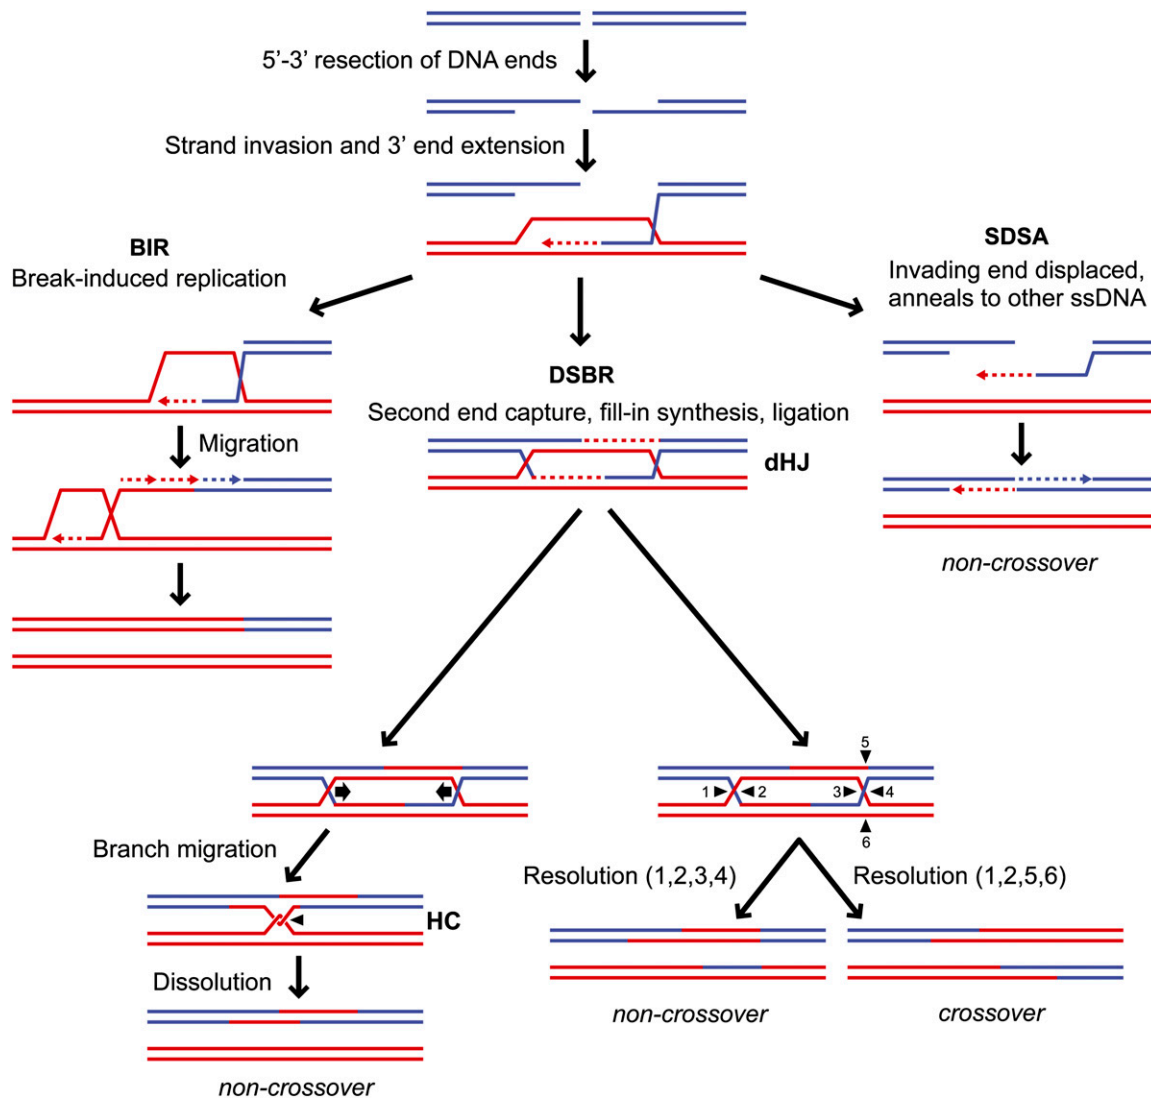 5’-3’ resection of DNA ends
Strand invasion and 3’ end extension
BIR
Break-induced replication
SDSA
Invading end displaced,
anneals to other ssDNA
DSBR
Second end capture, fill-in synthesis, ligation
dHJ
Migration
non-crossover
5
1 2 3 4
6
Branch migration
HC
Dissolution
non-crossover
Resolution (1,2,3,4)
Resolution (1,2,5,6)
non-crossover
crossover